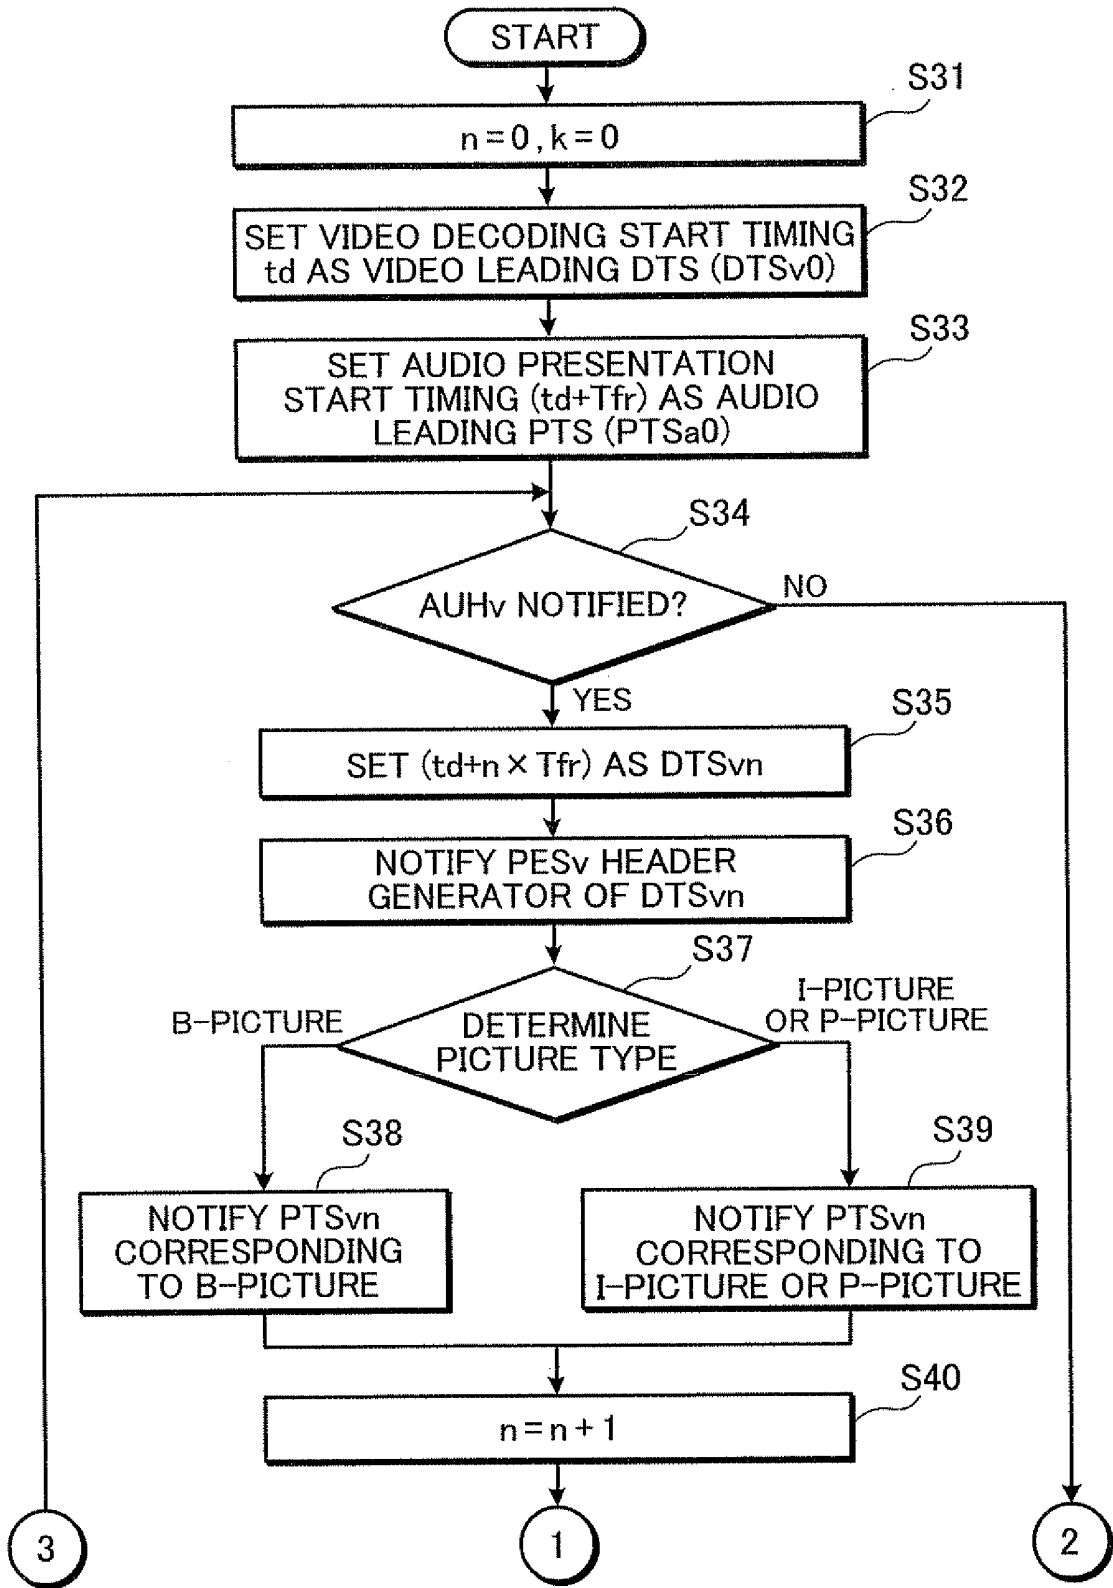 START
S31
n=0, k=0
S32
SET VIDEO DECODING START TIMING
td AS VIDEO LEADING DTS (DTSv0)
S33
SET AUDIO PRESENTATION
START TIMING (td+Tfr) AS AUDIO
LEADING PTS (PTSa0)
S34
AUHv NOTIFIED?
NO
YES
S35
SET (td+n × Tfr) AS DTSvn
S36
NOTIFY PESv HEADER
GENERATOR OF DTSvn
S37
B-PICTURE
DETERMINE
PICTURE TYPE
I-PICTURE
OR P-PICTURE
S38
NOTIFY PTSvn
CORRESPONDING
TO B-PICTURE
S39
NOTIFY PTSvn
CORRESPONDING TO
I-PICTURE OR P-PICTURE
S40
n=n+1
3
1
2